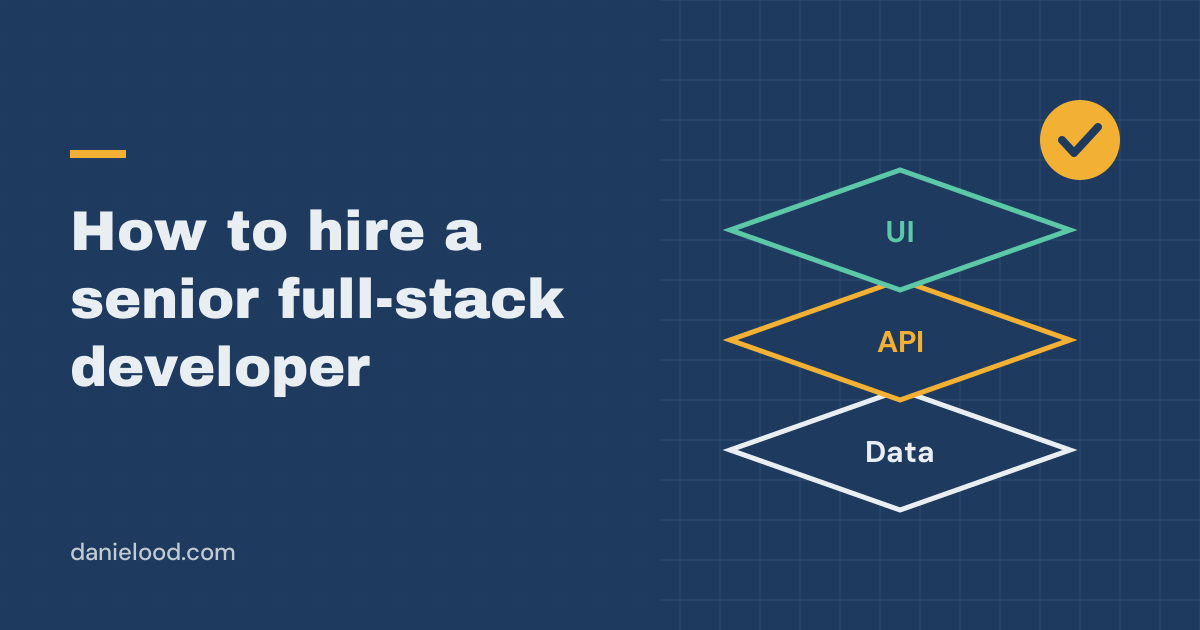 How to hire a
senior full-stack
developer
danielood.com
UI
API
Data